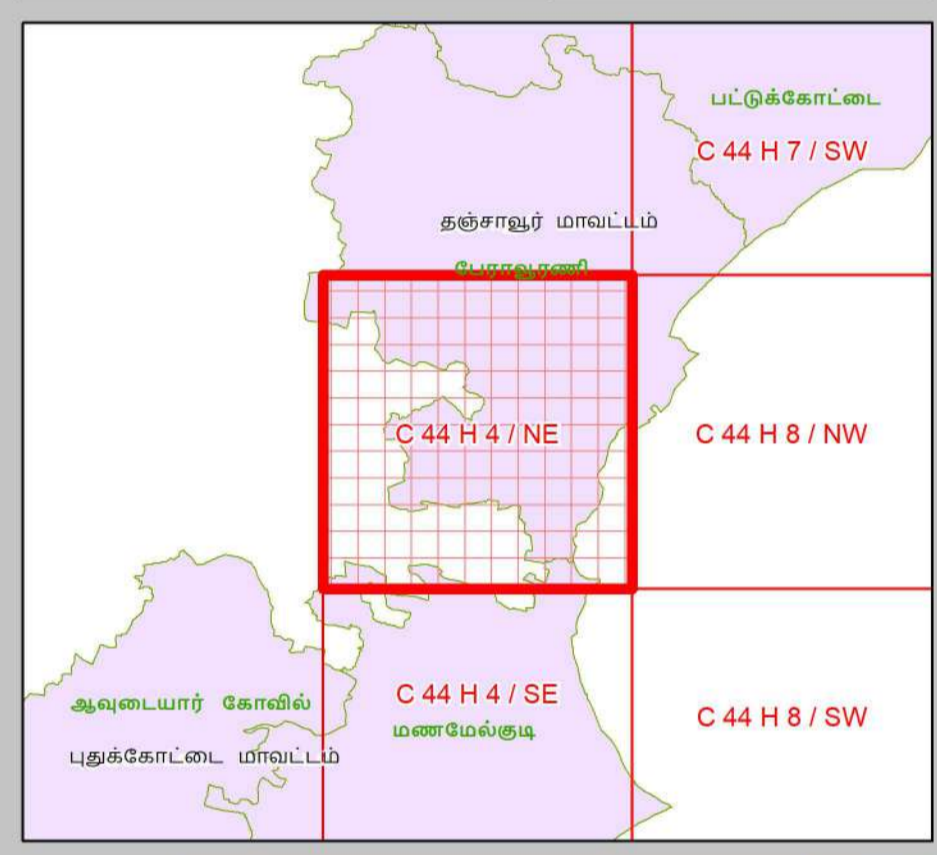 பட்டுக்கோட்டை
C 44 H 7 / SW
தஞ்சாவூர் மாவட்டம்
பேராவூரணி
C 44 H 4 / NE
C 44 H 8 / NW
C 44 H 4 / SE
ஆவுடையார் கோவில்
C 44 H 8 / SW
மணமேல்குடி
புதுக்கோட்டை மாவட்டம்